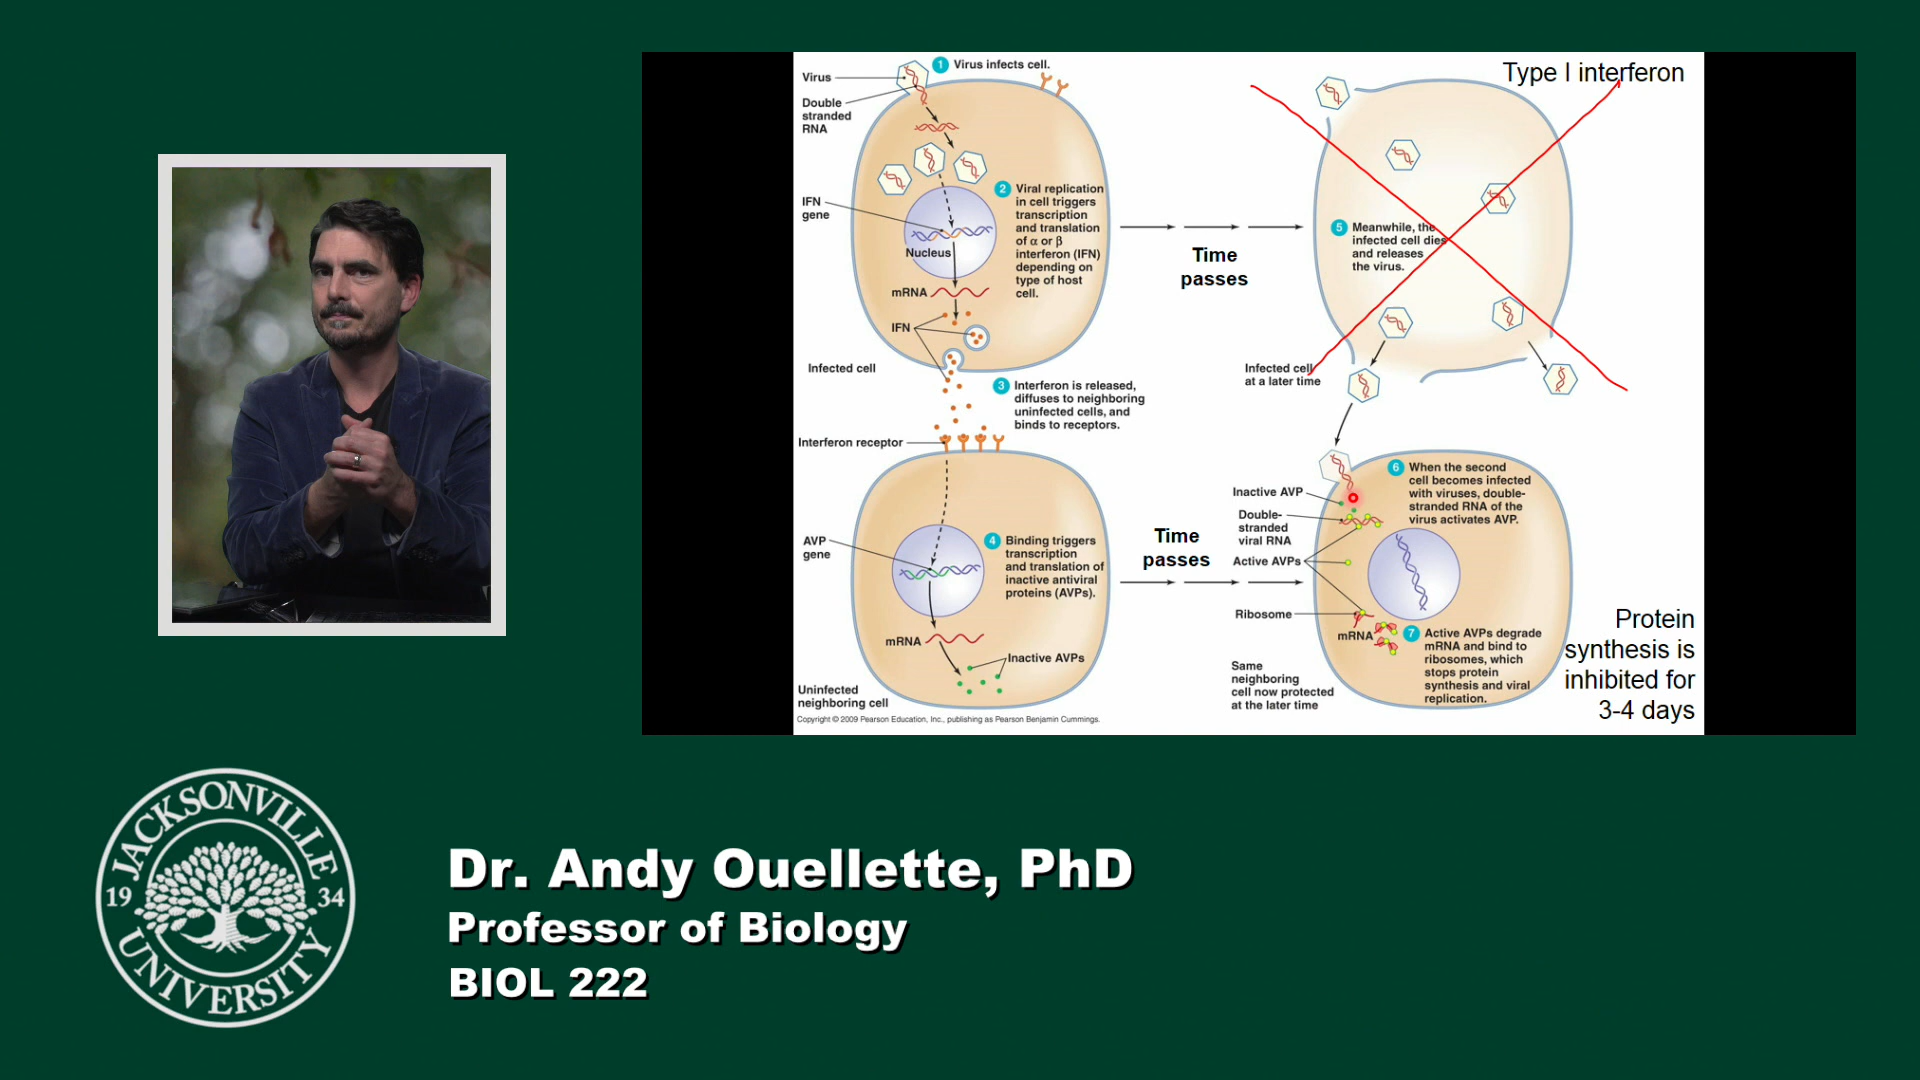 Type I interferon
1 Virus infects cell.
Virus
Double
stranded
RNA
IFN
gene
Nucleus
2 Viral replication
in cell triggers
transcription
and translation
of α or β
interferon (IFN)
depending on
type of host
cell.
mRNA
IFN
Infected cell
3 Interferon is released,
diffuses to neighboring
uninfected cells, and
binds to receptors.
Interferon receptor
AVP
gene
4 Binding triggers
transcription
and translation of
inactive antiviral
proteins (AVPs).
mRNA
Inactive AVPs
Uninfected
neighboring cell
Copyright © 2009 Pearson Education, Inc., publishing as Pearson Benjamin Cummings.
Time
passes
Time
passes
5 Meanwhile, the
infected cell dies
and releases
the virus.
Infected cell
at a later time
6 When the second
cell becomes infected
with viruses, double-
stranded RNA of the
virus activates AVP.
Inactive AVP
Double-
stranded
viral RNA
Active AVPs
Ribosome
mRNA
7 Active AVPs degrade
mRNA and bind to
ribosomes, which
stops protein
synthesis and viral
replication.
Same
neighboring
cell now protected
at the later time
Protein
synthesis is
inhibited for
3-4 days
JACKSONVILLE
19 34
UNIVERSITY
Dr. Andy Ouellette, PhD
Professor of Biology
BIOL 222